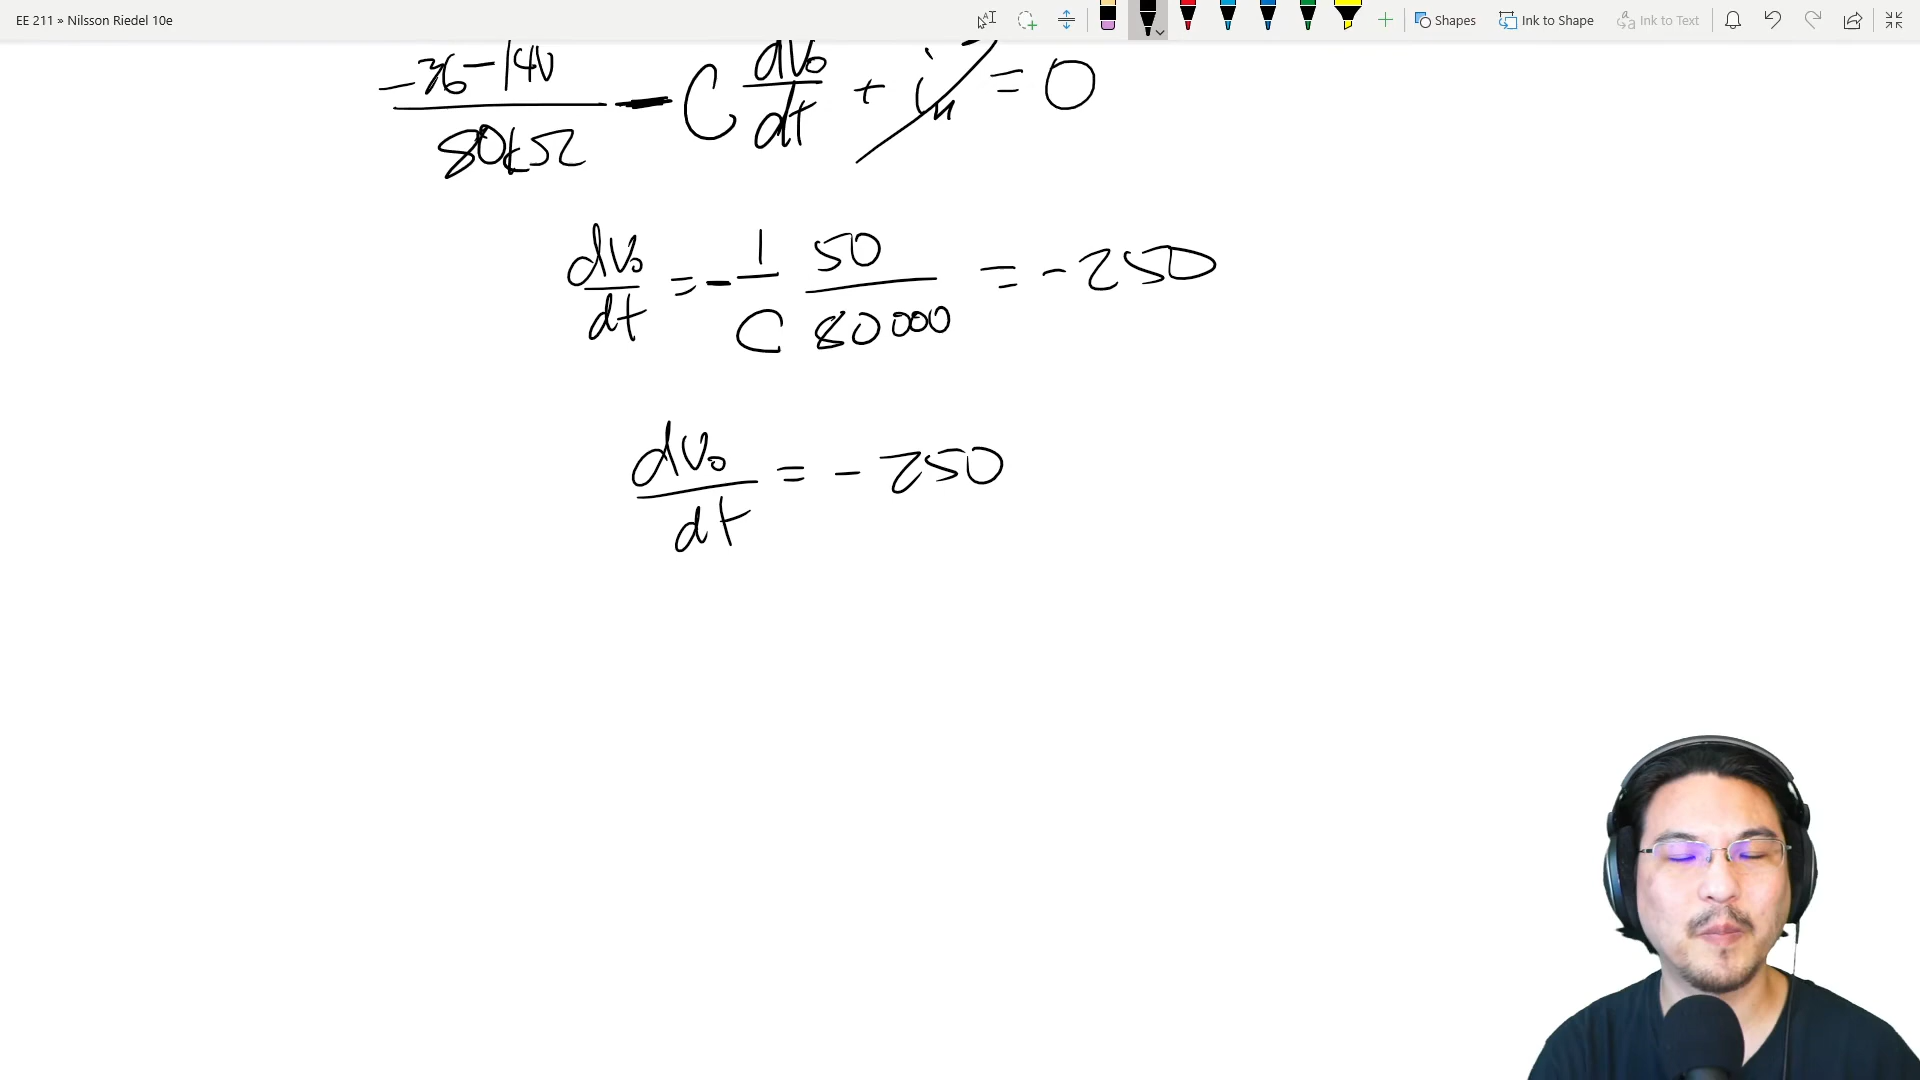 EE 211 » Nilsson Riedel 10e
Shapes Ink to Shape Ink to Text
-36-140 / 80kΩ - C dv₀/dt + iₙ = 0
dv₀/dt = - 1/C 50/80000 = -250
dv₀/dt = -250